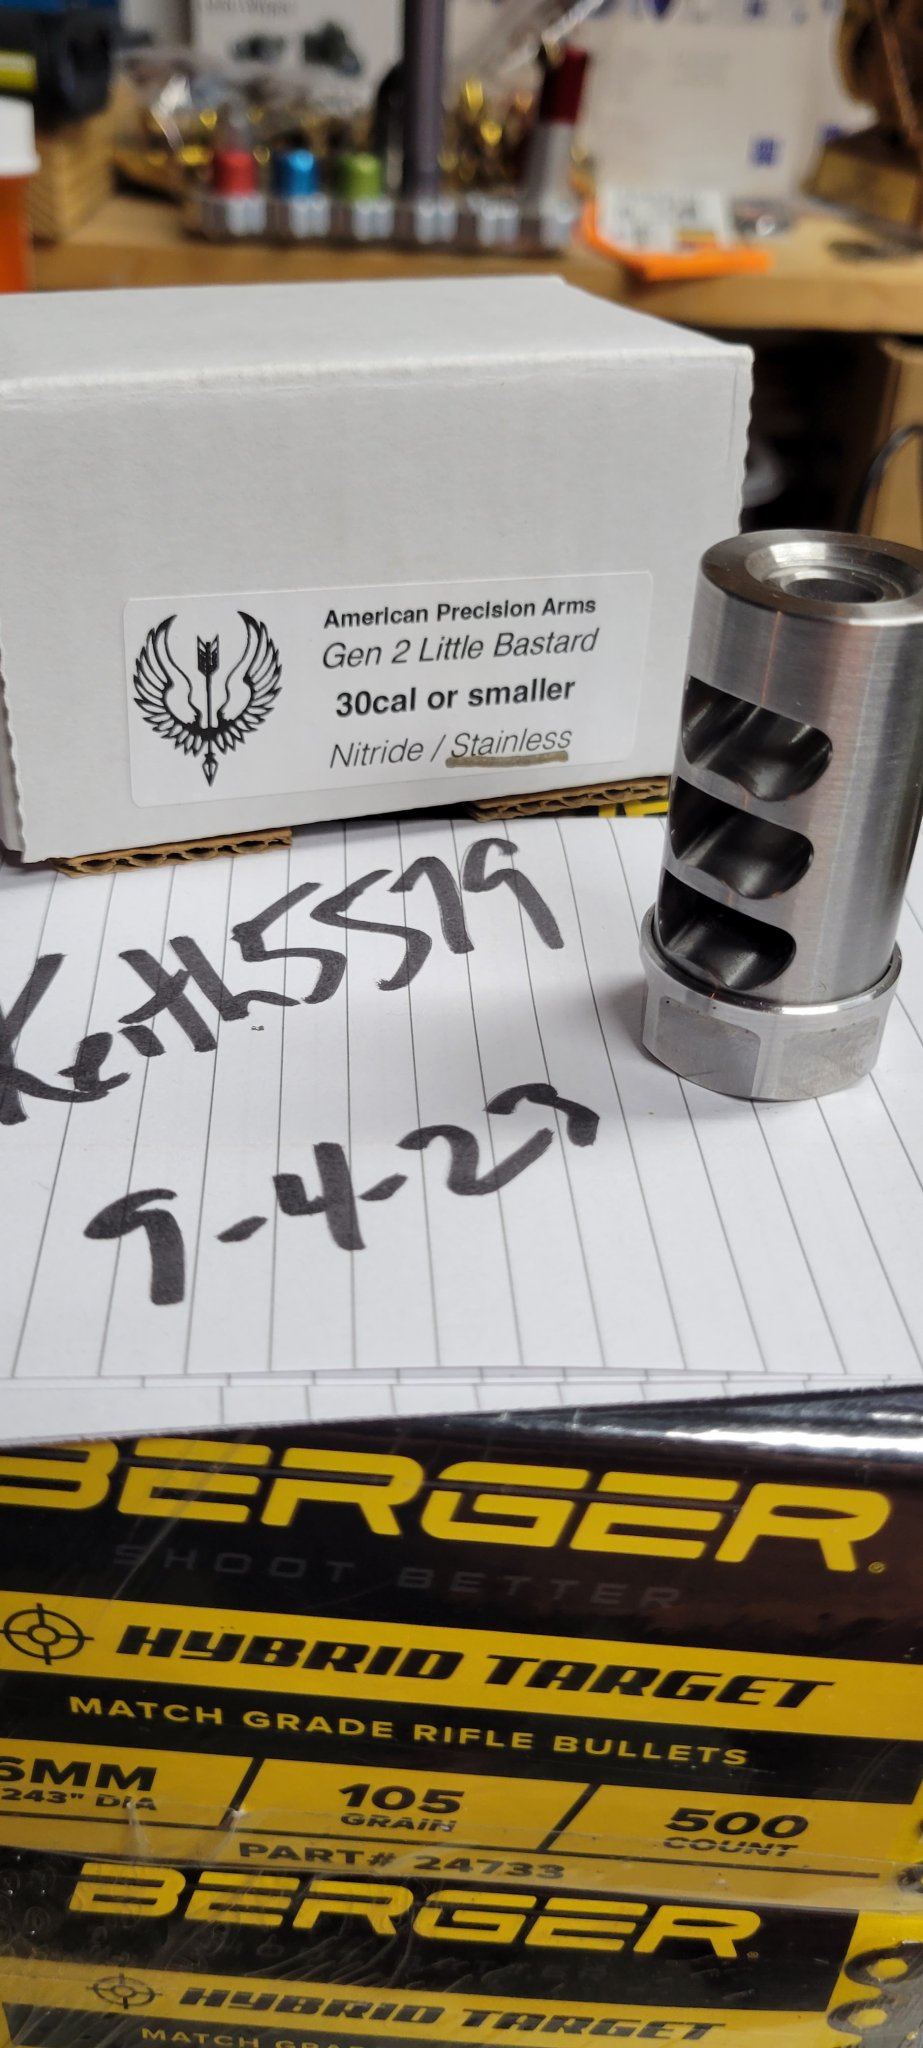 American Precision Arms
Gen 2 Little Bastard
30cal or smaller
Nitride / Stainless
Keith5579
9-4-23
BERGER
SHOOT BETTER
HYBRID TARGET
MATCH GRADE RIFLE BULLETS
6MM
243" DIA
105
GRAIN
500
COUNT
PART# 24733
BERGER
HYBRID TARGET
MATCH